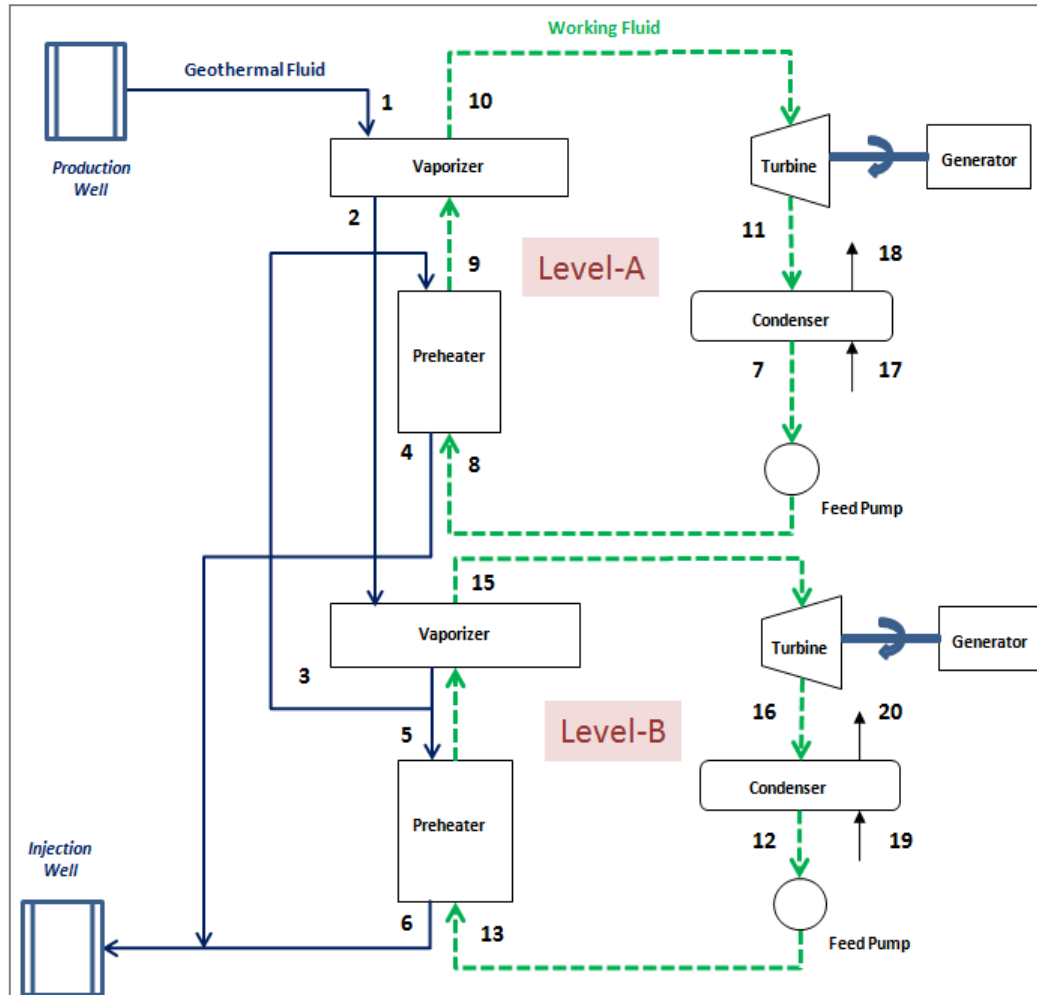 Working Fluid
Geothermal Fluid
1
10
Production
Well
Vaporizer
Turbine
Generator
2
11
9
Level-A
18
Condenser
Preheater
7
17
4
8
Feed Pump
15
Vaporizer
Turbine
Generator
3
16
20
5
Level-B
Condenser
Preheater
12
19
Injection
Well
6
13
Feed Pump